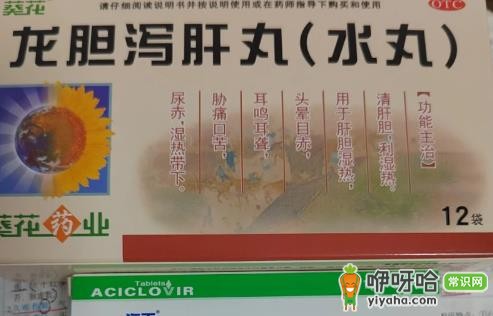 葵花
请仔细阅读说明书并按说明使用或在药师指导下购买和使用
OTC
龙胆泻肝丸(水丸)
【功能主治】
清肝胆,利湿热。
用于肝胆湿热,
头晕目赤,
耳鸣耳聋,
胁痛口苦,
尿赤,湿热带下。
葵花药业
12袋
Tablets
ACICLOVIR
咿呀哈 常识网
yiyaha.com